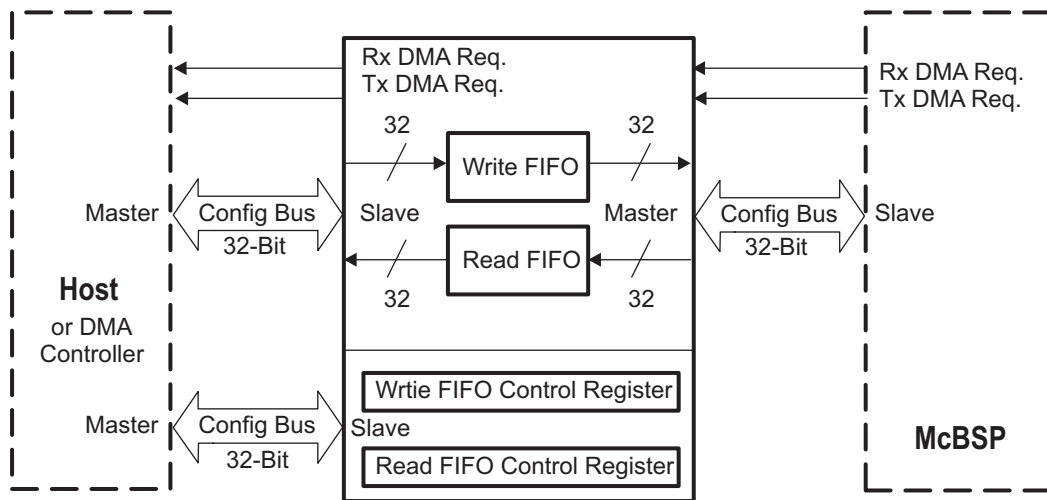 Rx DMA Req.
Tx DMA Req.
Rx DMA Req.
Tx DMA Req.
32
32
Write FIFO
Master
Config Bus
32-Bit
Slave
Master
Config Bus
32-Bit
Slave
Read FIFO
32
32
Host
or DMA
Controller
Wrtie FIFO Control Register
Master
Config Bus
32-Bit
Slave
Read FIFO Control Register
McBSP